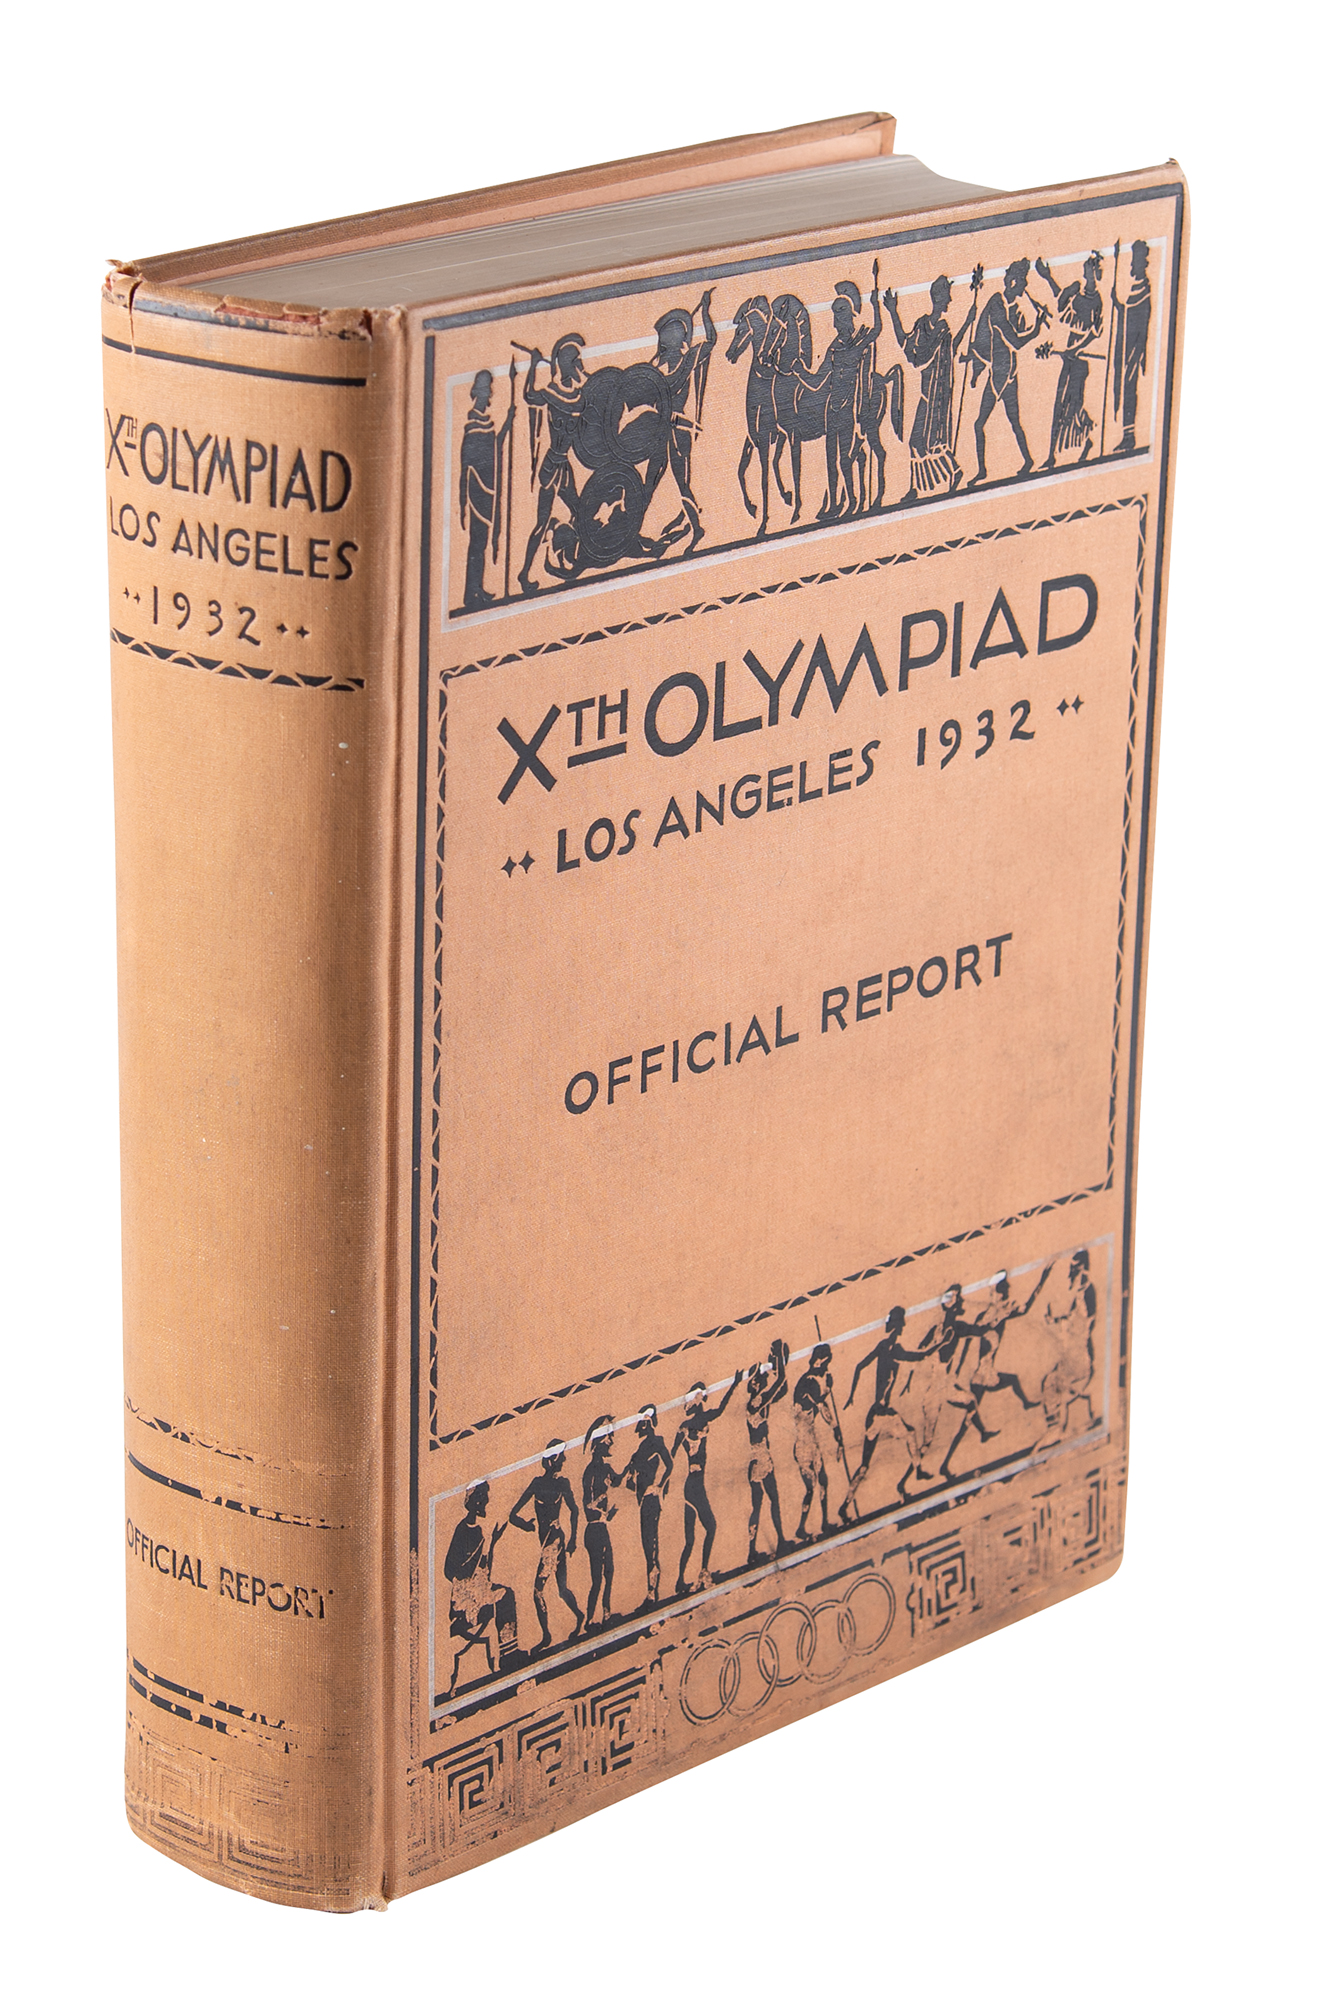 XTH OLYMPIAD
LOS ANGELES
1932
OFFICIAL REPORT
XTH OLYMPIAD
LOS ANGELES 1932
OFFICIAL REPORT